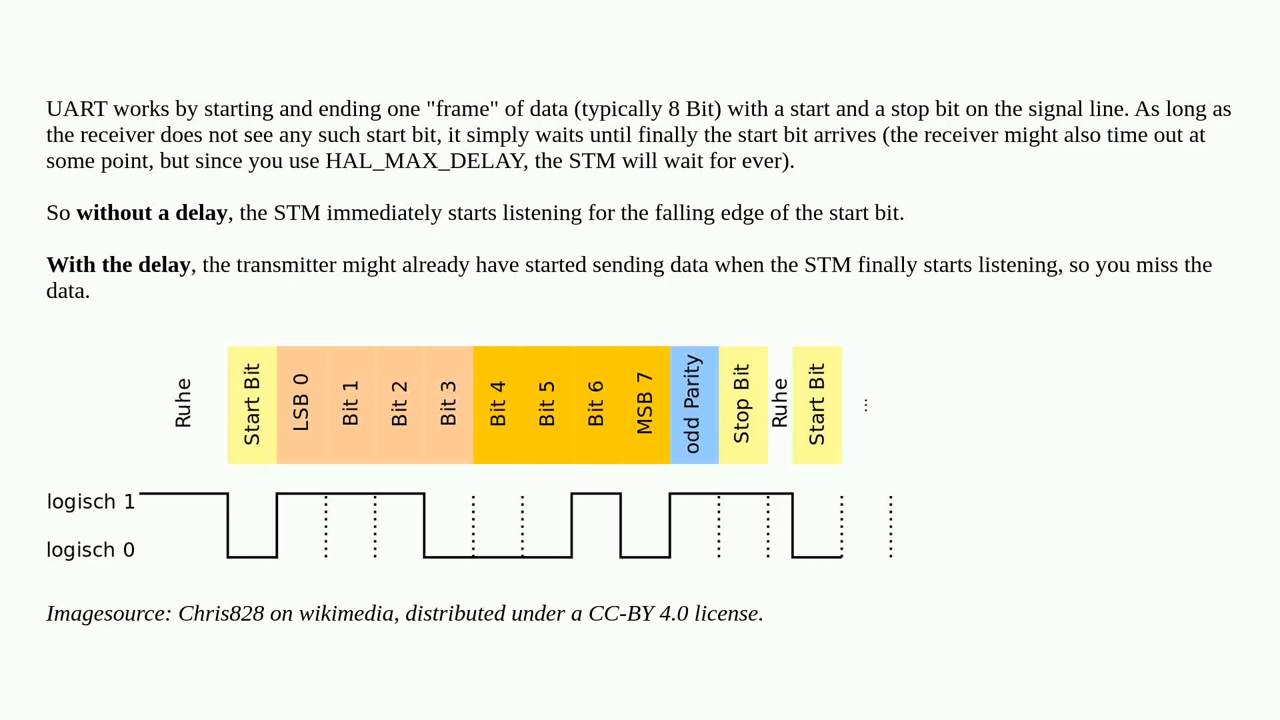 UART works by starting and ending one "frame" of data (typically 8 Bit) with a start and a stop bit on the signal line. As long as
the receiver does not see any such start bit, it simply waits until finally the start bit arrives (the receiver might also time out at
some point, but since you use HAL_MAX_DELAY, the STM will wait for ever).
So without a delay, the STM immediately starts listening for the falling edge of the start bit.
With the delay, the transmitter might already have started sending data when the STM finally starts listening, so you miss the
data.
Ruhe
Start Bit
LSB 0
Bit 1
Bit 2
Bit 3
Bit 4
Bit 5
Bit 6
MSB 7
odd Parity
Stop Bit
Ruhe
Start Bit
...
logisch 1
logisch 0
Imagesource: Chris828 on wikimedia, distributed under a CC-BY 4.0 license.